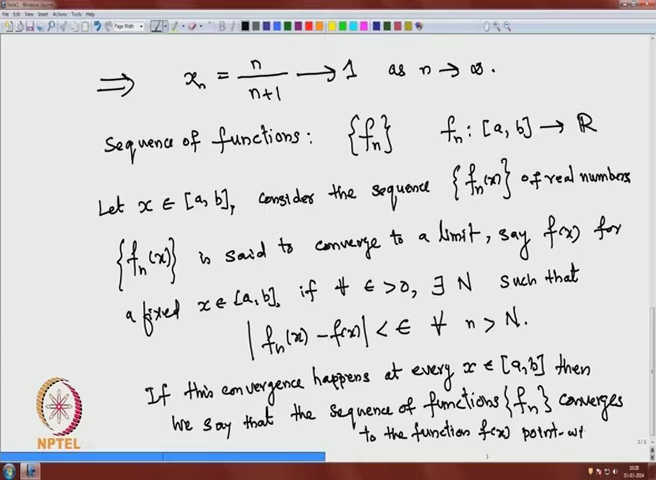 ⟹ xₙ = n/(n+1) ⟶ 1 as n → ∞.
Sequence of functions: {fₙ} fₙ : [a, b] → ℝ
Let x ∈ [a, b], consider the sequence {fₙ(x)} of real numbers
{fₙ(x)} is said to converge to a limit, say f(x) for
a fixed x ∈ [a, b], if ∀ ε > 0, ∃ N such that
|fₙ(x) − f(x)| < ε ∀ n > N.
If this convergence happens at every x ∈ [a, b] then
We say that the sequence of functions {fₙ} converges
to the function f(x) point-wi
NPTEL